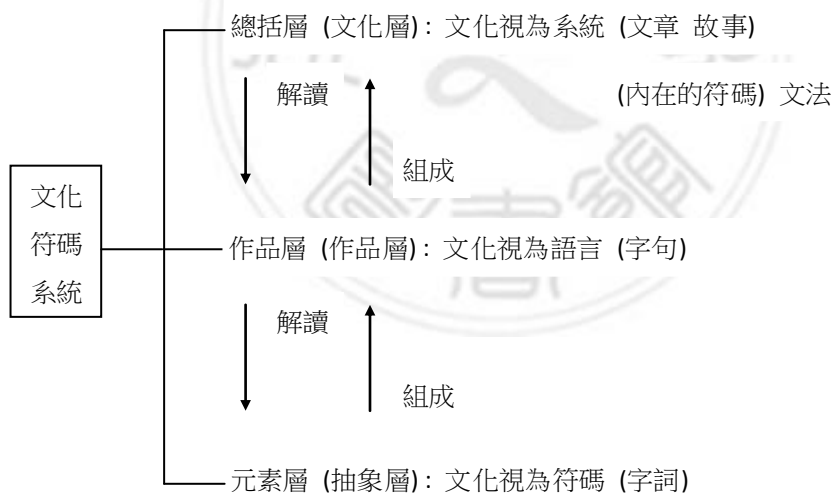 總括層 (文化層)：文化視為系統 (文章 故事)
解讀
(內在的符碼) 文法
組成
文化
符碼
系統
作品層 (作品層)：文化視為語言 (字句)
解讀
組成
元素層 (抽象層)：文化視為符碼 (字詞)